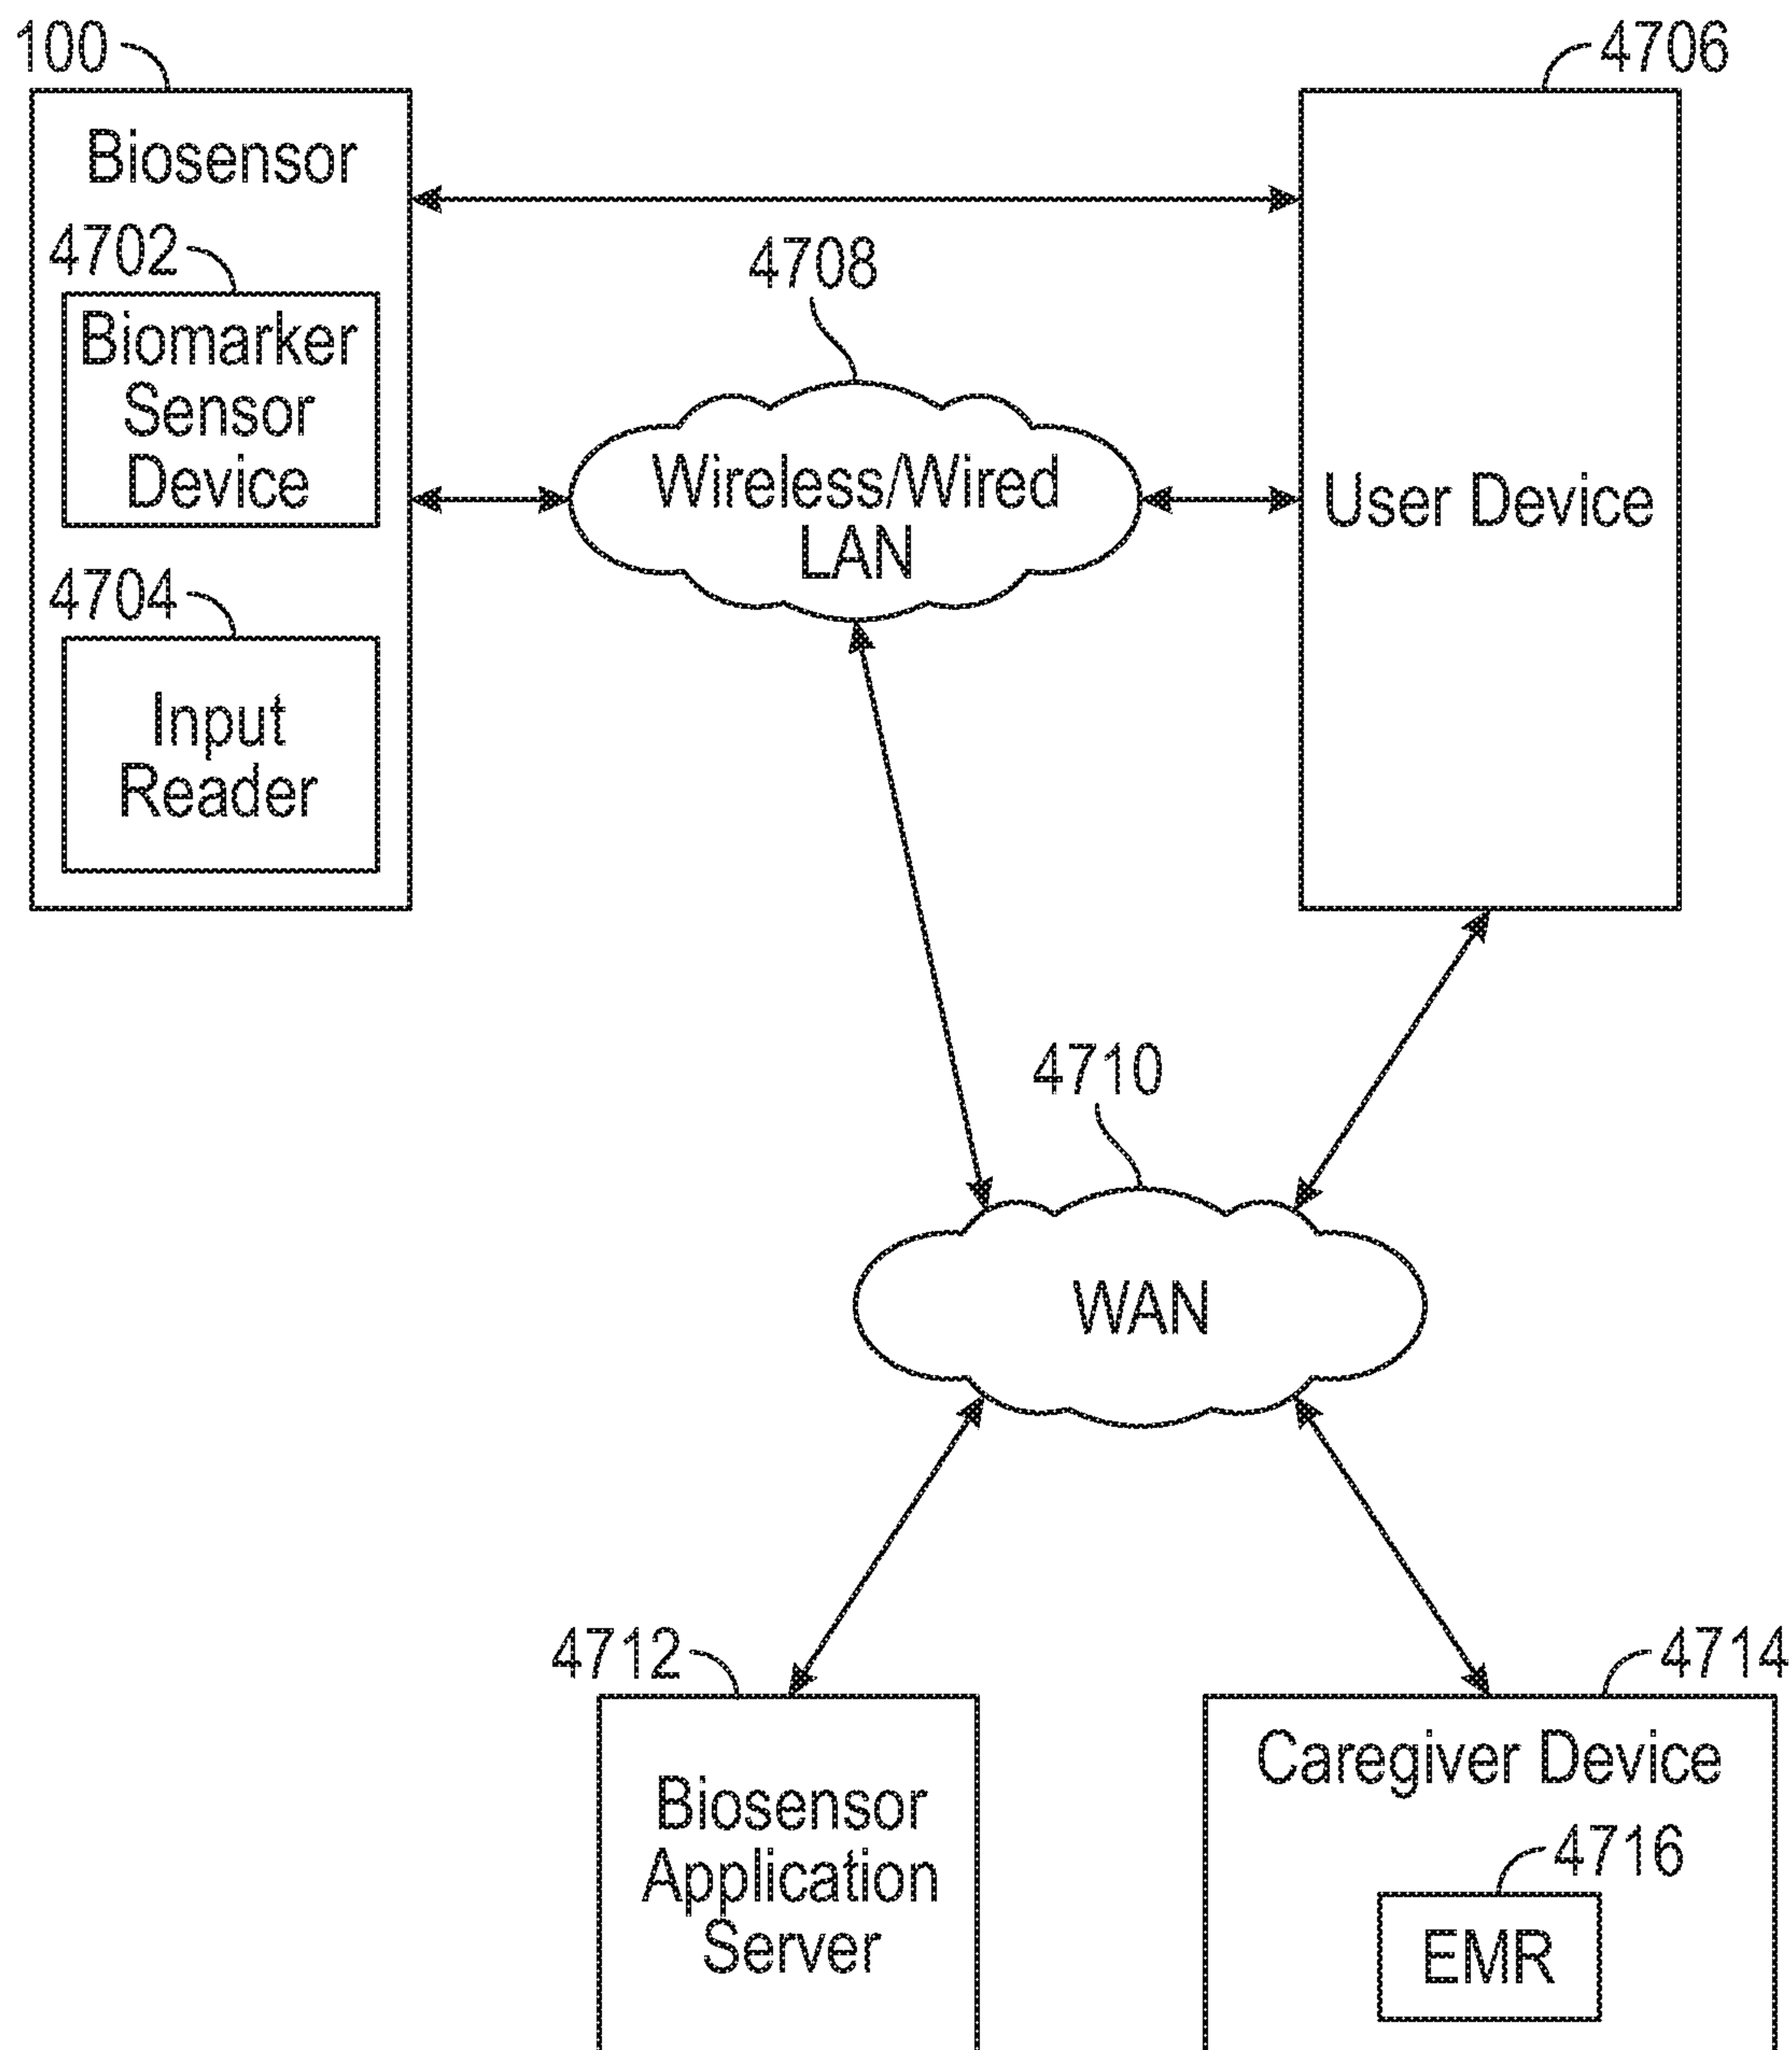 100
4706
Biosensor
4702
4708
Biomarker
Sensor
Device
Wireless/Wired
LAN
User Device
4704
Input
Reader
4710
WAN
4712
4714
Biosensor
Application
Server
Caregiver Device
4716
EMR